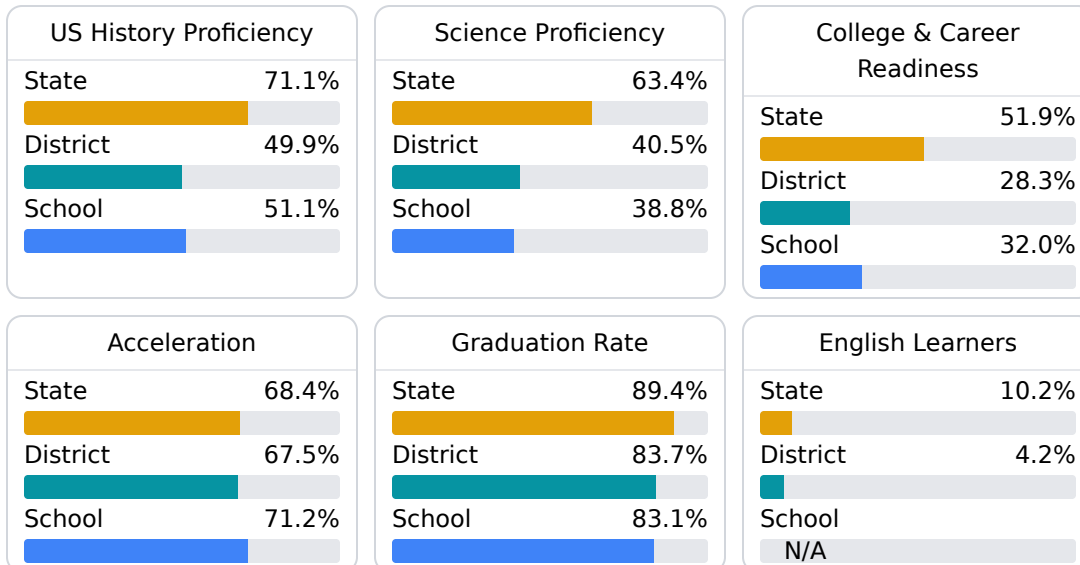 US History Proficiency
State 71.1%
District 49.9%
School 51.1%
Science Proficiency
State 63.4%
District 40.5%
School 38.8%
College & Career
Readiness
State 51.9%
District 28.3%
School 32.0%
Acceleration
State 68.4%
District 67.5%
School 71.2%
Graduation Rate
State 89.4%
District 83.7%
School 83.1%
English Learners
State 10.2%
District 4.2%
School
N/A